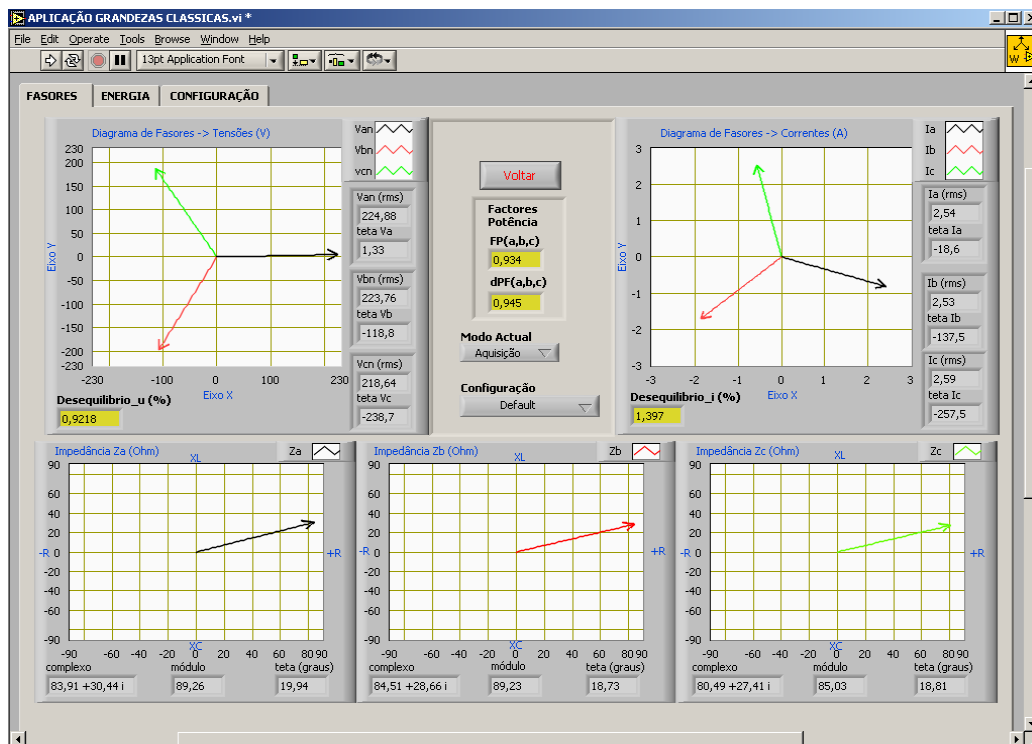 APLICAÇÃO GRANDEZAS CLASSICAS.vi *
File Edit Operate Tools Browse Window Help
13pt Application Font
W
FASORES ENERGIA CONFIGURAÇÃO
Diagrama de Fasores -> Tensões (V)
Van
Vbn
vcn
230
200
150
100
50
0
-50
-100
-150
-200
-230
Eixo Y
-230 -100 0 100 230
Eixo X
Van (rms)
224,88
teta Va
1,33
Vbn (rms)
223,76
teta Vb
-118,8
Vcn (rms)
218,64
teta Vc
-238,7
Desequilibrio_u (%)
0,9218
Voltar
Factores
Potência
FP(a,b,c)
0,934
dPF(a,b,c)
0,945
Modo Actual
Aquisição
Configuração
Default
Diagrama de Fasores -> Correntes (A)
Ia
Ib
Ic
3
2
1
0
-1
-2
-3
Eixo Y
-3 -2 -1 0 1 2 3
Eixo X
Ia (rms)
2,54
teta Ia
-18,6
Ib (rms)
2,53
teta Ib
-137,5
Ic (rms)
2,59
teta Ic
-257,5
Desequilibrio_i (%)
1,397
Impedância Za (Ohm)
Za
XL
90
60
40
20
-R 0 +R
-20
-40
-60
-90
XC
-90 -60 -40 -20 0 20 40 60 80 90
complexo módulo teta (graus)
83,91 +30,44 i 89,26 19,94
Impedância Zb (Ohm)
Zb
XL
90
60
40
20
-R 0 +R
-20
-40
-60
-90
XC
-90 -60 -40 -20 0 20 40 60 80 90
complexo módulo teta (graus)
84,51 +28,66 i 89,23 18,73
Impedância Zc (Ohm)
Zc
XL
90
60
40
20
-R 0 +R
-20
-40
-60
-90
XC
-90 -60 -40 -20 0 20 40 60 80 90
complexo módulo teta (graus)
80,49 +27,41 i 85,03 18,81